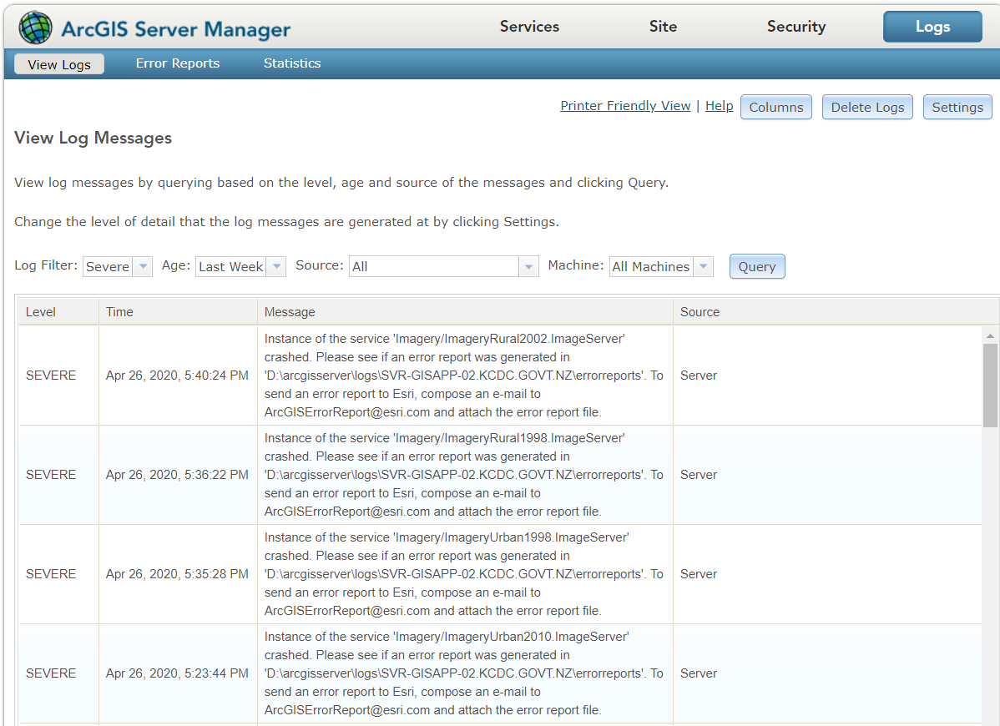 ArcGIS Server Manager
Services
Site
Security
Logs
View Logs
Error Reports
Statistics
Printer Friendly View | Help
Columns
Delete Logs
Settings
View Log Messages
View log messages by querying based on the level, age and source of the messages and clicking Query.
Change the level of detail that the log messages are generated at by clicking Settings.
Log Filter: Severe Age: Last Week Source: All Machine: All Machines Query
Level Time Message Source
SEVERE
Apr 26, 2020, 5:40:24 PM
Instance of the service 'Imagery/ImageryRural2002.ImageServer'
crashed. Please see if an error report was generated in
'D:\arcgisserver\logs\SVR-GISAPP-02.KCDC.GOVT.NZ\errorreports'. To
send an error report to Esri, compose an e-mail to
ArcGISErrorReport@esri.com and attach the error report file.
Server
SEVERE
Apr 26, 2020, 5:36:22 PM
Instance of the service 'Imagery/ImageryRural1998.ImageServer'
crashed. Please see if an error report was generated in
'D:\arcgisserver\logs\SVR-GISAPP-02.KCDC.GOVT.NZ\errorreports'. To
send an error report to Esri, compose an e-mail to
ArcGISErrorReport@esri.com and attach the error report file.
Server
SEVERE
Apr 26, 2020, 5:35:28 PM
Instance of the service 'Imagery/ImageryUrban1998.ImageServer'
crashed. Please see if an error report was generated in
'D:\arcgisserver\logs\SVR-GISAPP-02.KCDC.GOVT.NZ\errorreports'. To
send an error report to Esri, compose an e-mail to
ArcGISErrorReport@esri.com and attach the error report file.
Server
SEVERE
Apr 26, 2020, 5:23:44 PM
Instance of the service 'Imagery/ImageryUrban2010.ImageServer'
crashed. Please see if an error report was generated in
'D:\arcgisserver\logs\SVR-GISAPP-02.KCDC.GOVT.NZ\errorreports'. To
send an error report to Esri, compose an e-mail to
ArcGISErrorReport@esri.com and attach the error report file.
Server